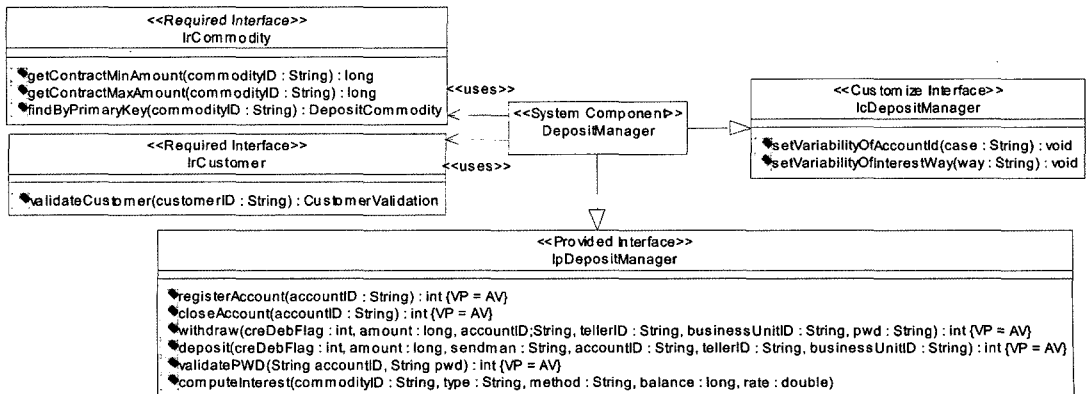 <<Required Interface>>
IrCommodity
getContractMinAmount(commodityID : String) : long
getContractMaxAmount(commodityID : String) : long
findByPrimaryKey(commodityID : String) : DepositCommodity
<<uses>>
<<Required Interface>>
IrCustomer
validateCustomer(customerID : String) : CustomerValidation
<<uses>>
<<System Component>>
DepositManager
<<Customize Interface>>
IcDepositManager
setVariabilityOfAccountId(case : String) : void
setVariabilityOfInterestWay(way : String) : void
<<Provided Interface>>
IpDepositManager
registerAccount(accountID : String) : int {VP = AV}
closeAccount(accountID : String) : int {VP = AV}
withdraw(creDebFlag : int, amount : long, accountID;String, tellerID : String, businessUnitID : String, pwd : String) : int {VP = AV}
deposit(creDebFlag : int, amount : long, sendman : String, accountID : String, tellerID : String, businessUnitID : String) : int {VP = AV}
validatePWD(String accountID, String pwd) : int {VP = AV}
computeInterest(commodityID : String, type : String, method : String, balance : long, rate : double)